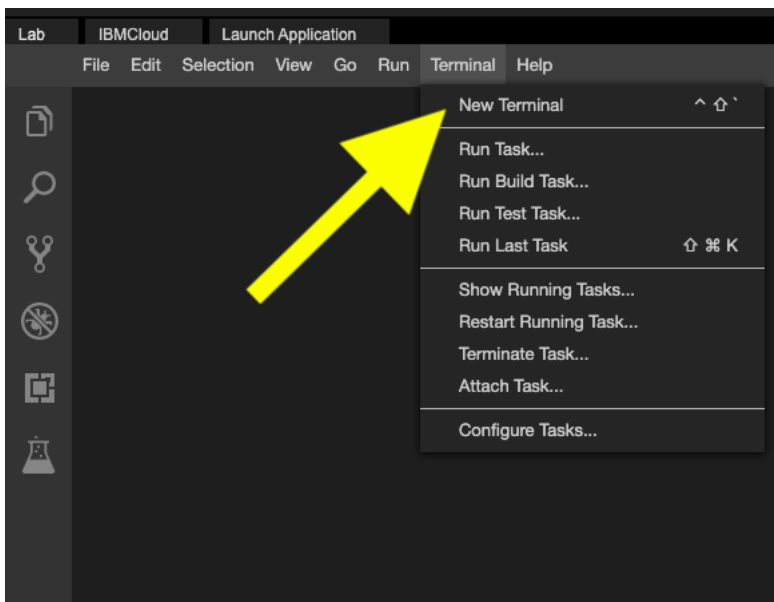 Lab IBMCloud Launch Application
File Edit Selection View Go Run Terminal Help
New Terminal ^ ⇧ `
Run Task...
Run Build Task...
Run Test Task...
Run Last Task ⇧ ⌘ K
Show Running Tasks...
Restart Running Task...
Terminate Task...
Attach Task...
Configure Tasks...